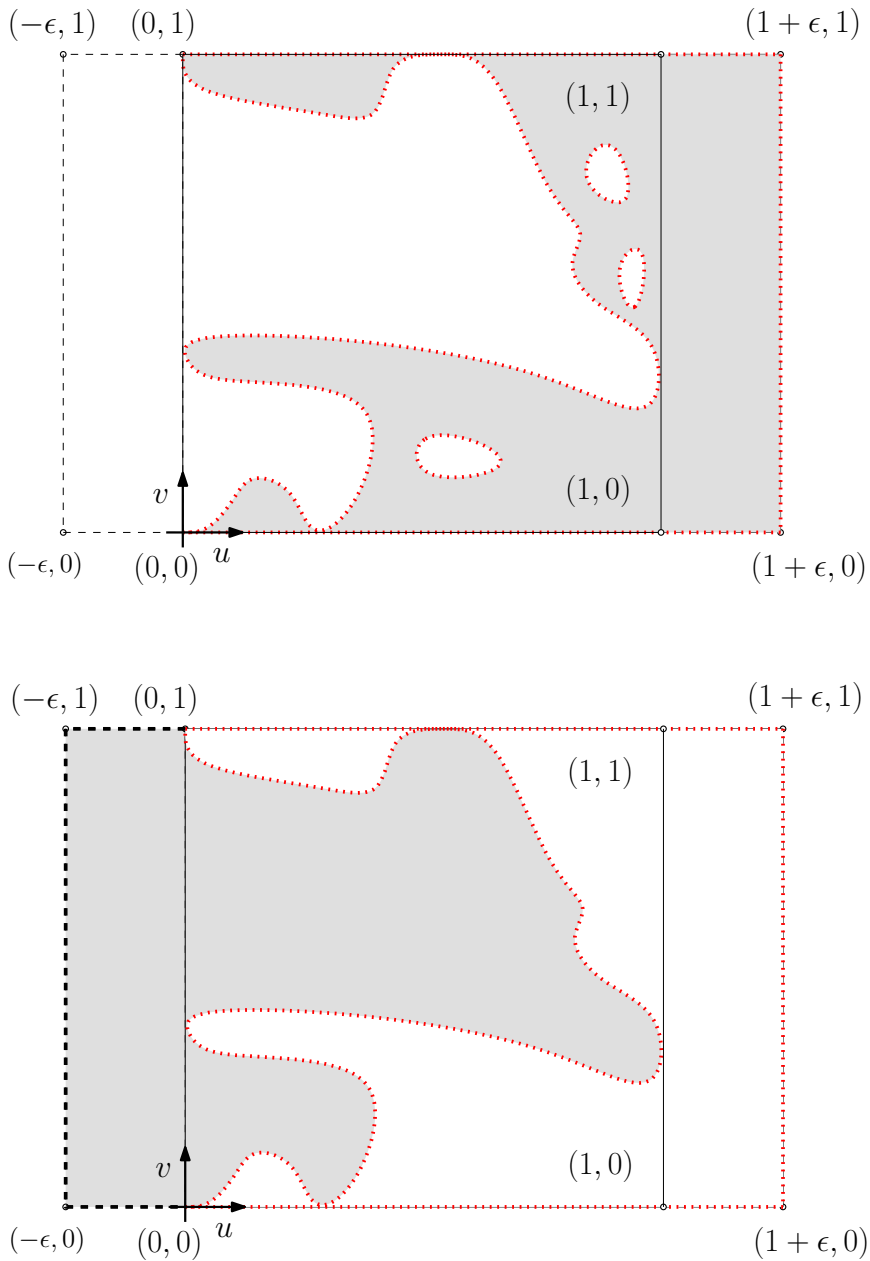 (−ϵ, 1) (0, 1) (1 + ϵ, 1)
(1, 1)
v
(1, 0)
u
(−ϵ, 0) (0, 0) (1 + ϵ, 0)
(−ϵ, 1) (0, 1) (1 + ϵ, 1)
(1, 1)
v
(1, 0)
u
(−ϵ, 0) (0, 0) (1 + ϵ, 0)